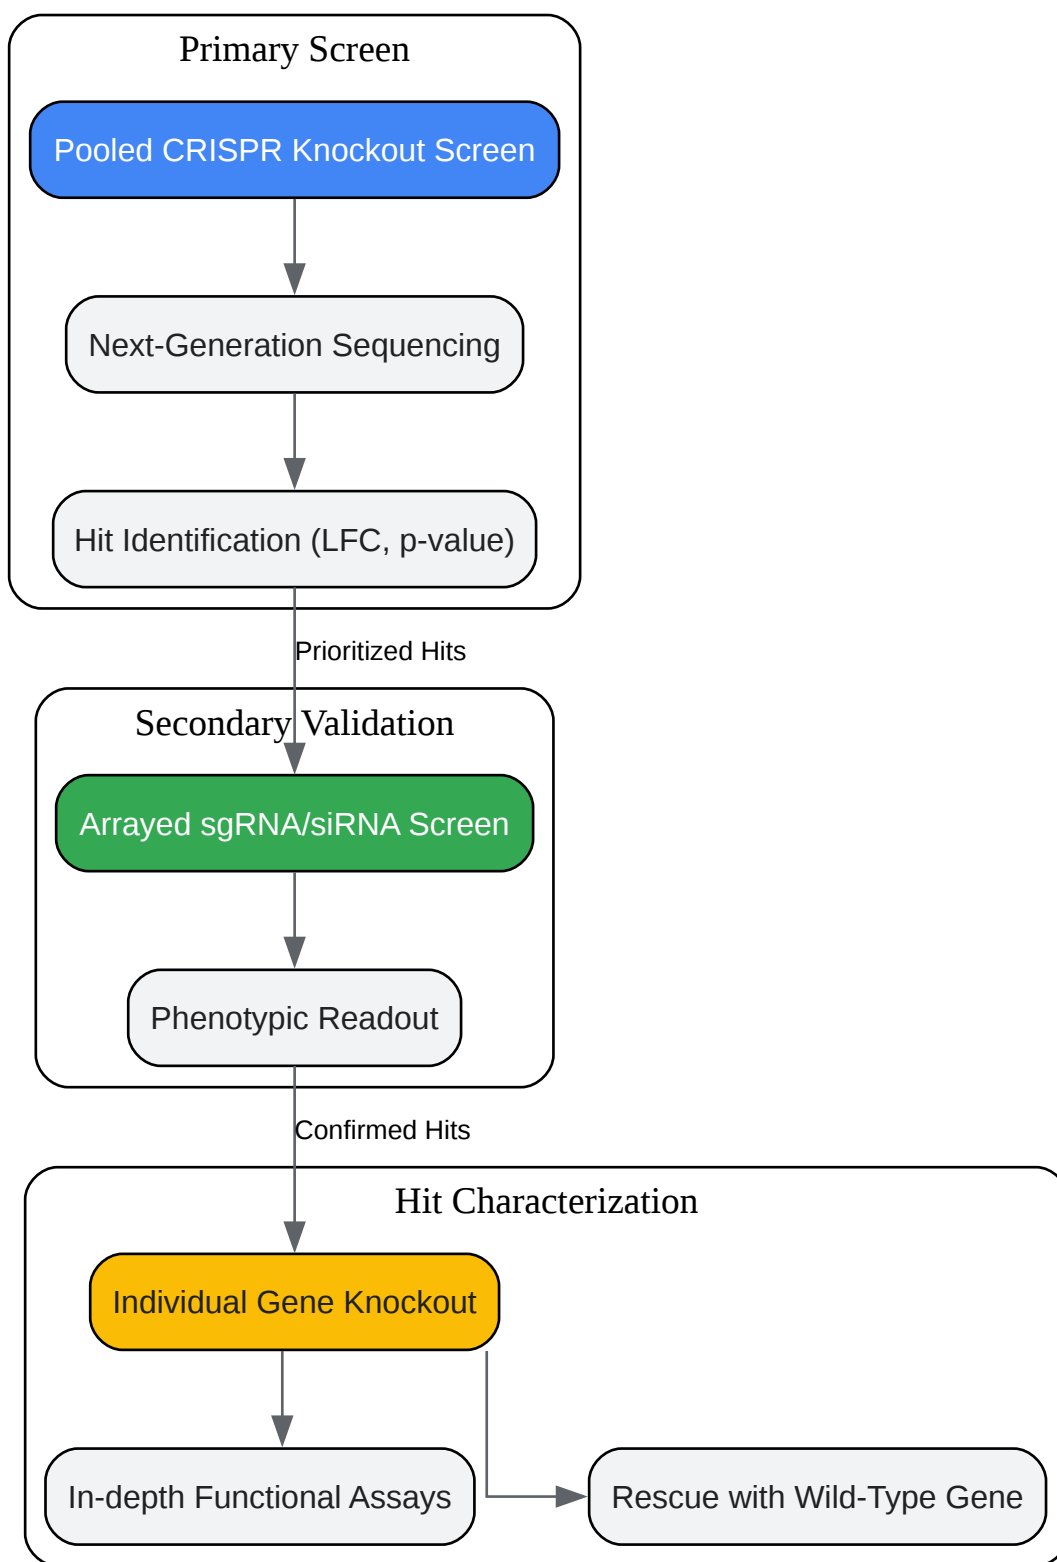 Primary Screen
Pooled CRISPR Knockout Screen
Next-Generation Sequencing
Hit Identification (LFC, p-value)
Prioritized Hits
Secondary Validation
Arrayed sgRNA/siRNA Screen
Phenotypic Readout
Confirmed Hits
Hit Characterization
Individual Gene Knockout
In-depth Functional Assays
Rescue with Wild-Type Gene